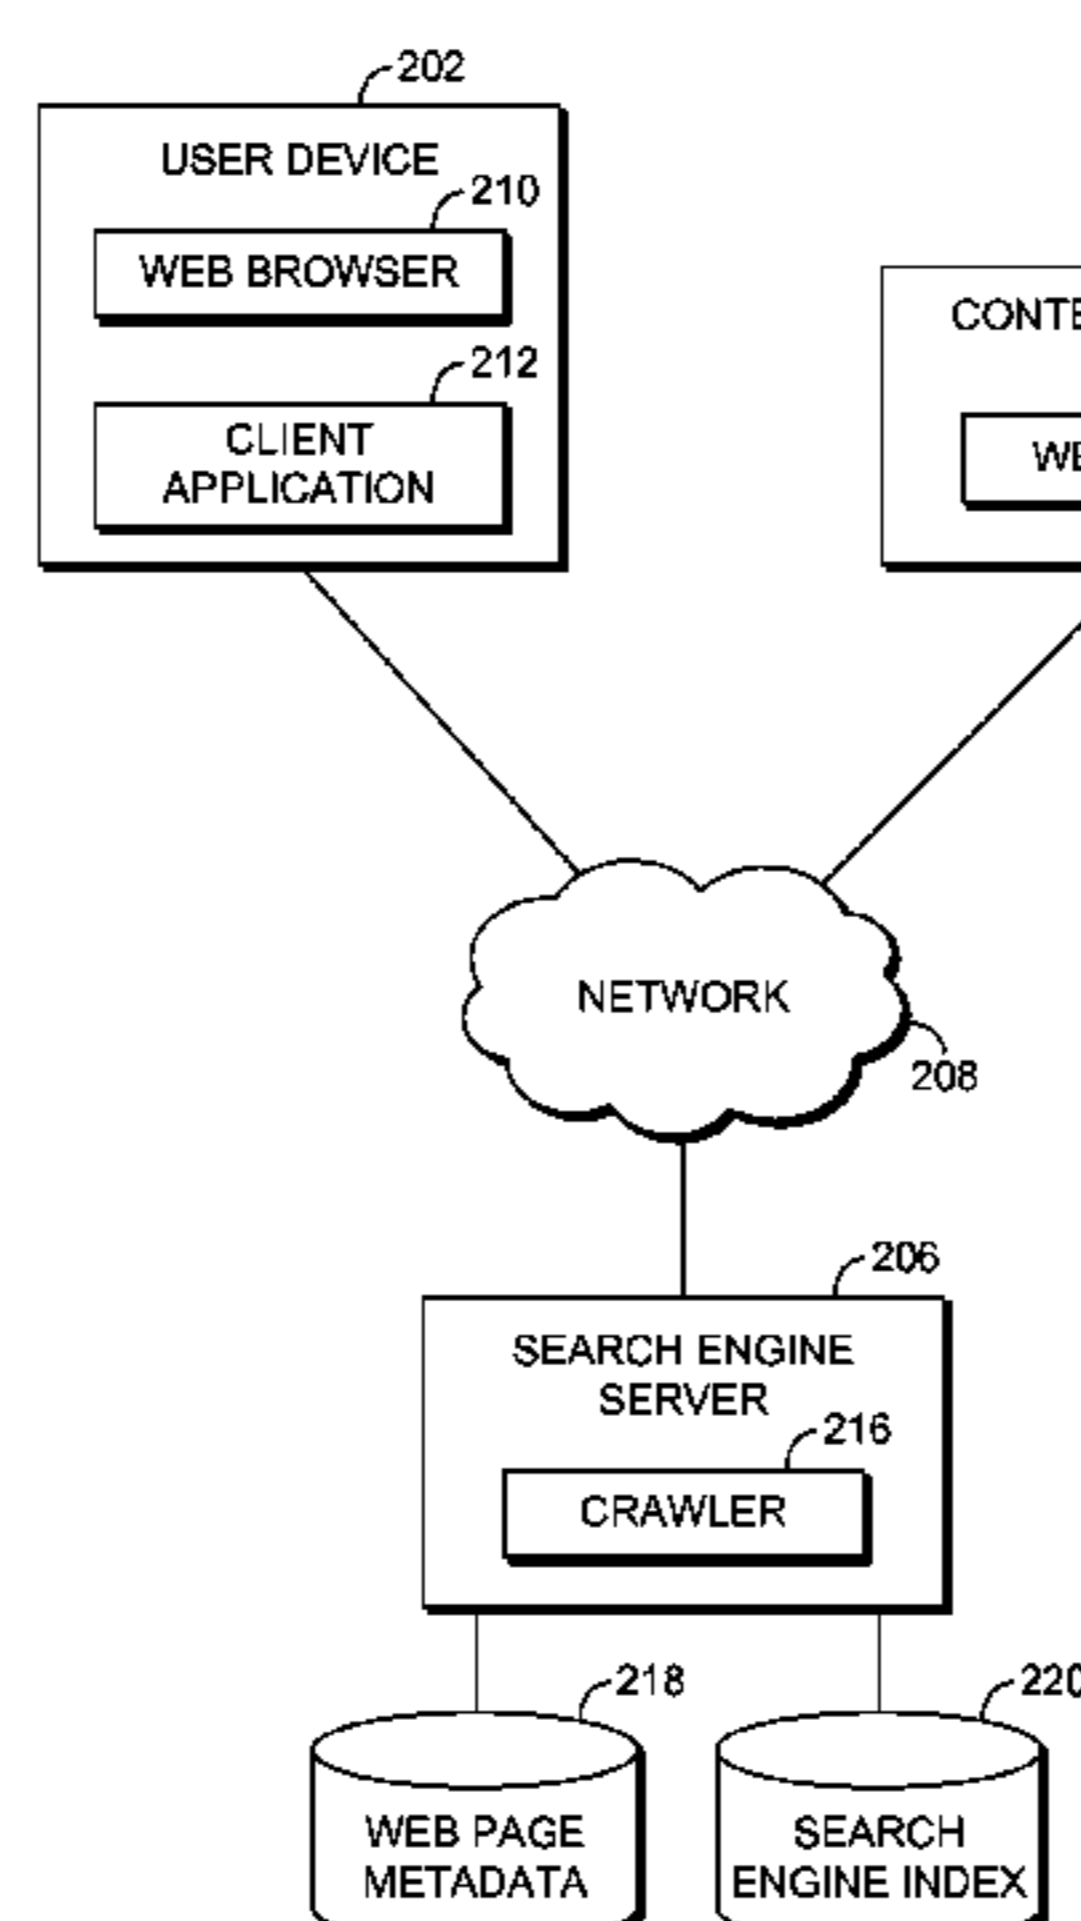 202
USER DEVICE
210
WEB BROWSER
212
CLIENT
APPLICATION
NETWORK
208
206
SEARCH ENGINE
SERVER
216
CRAWLER
218
WEB PAGE
METADATA
220
SEARCH
ENGINE INDEX